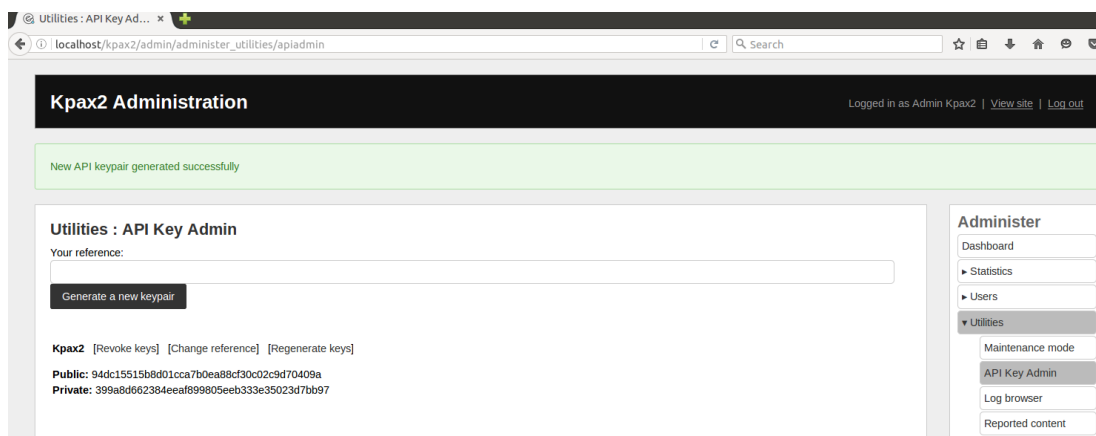 Utilities : API Key Ad... ×
localhost/kpax2/admin/administer_utilities/apiadmin
Search
Kpax2 Administration
Logged in as Admin Kpax2 | View site | Log out
New API keypair generated successfully
Utilities : API Key Admin
Your reference:
Generate a new keypair
Kpax2 [Revoke keys] [Change reference] [Regenerate keys]
Public: 94dc15515b8d01cca7b0ea88cf30c02c9d70409a
Private: 399a8d662384eeaf899805eeb333e35023d7bb97
Administer
Dashboard
▸ Statistics
▸ Users
▾ Utilities
Maintenance mode
API Key Admin
Log browser
Reported content